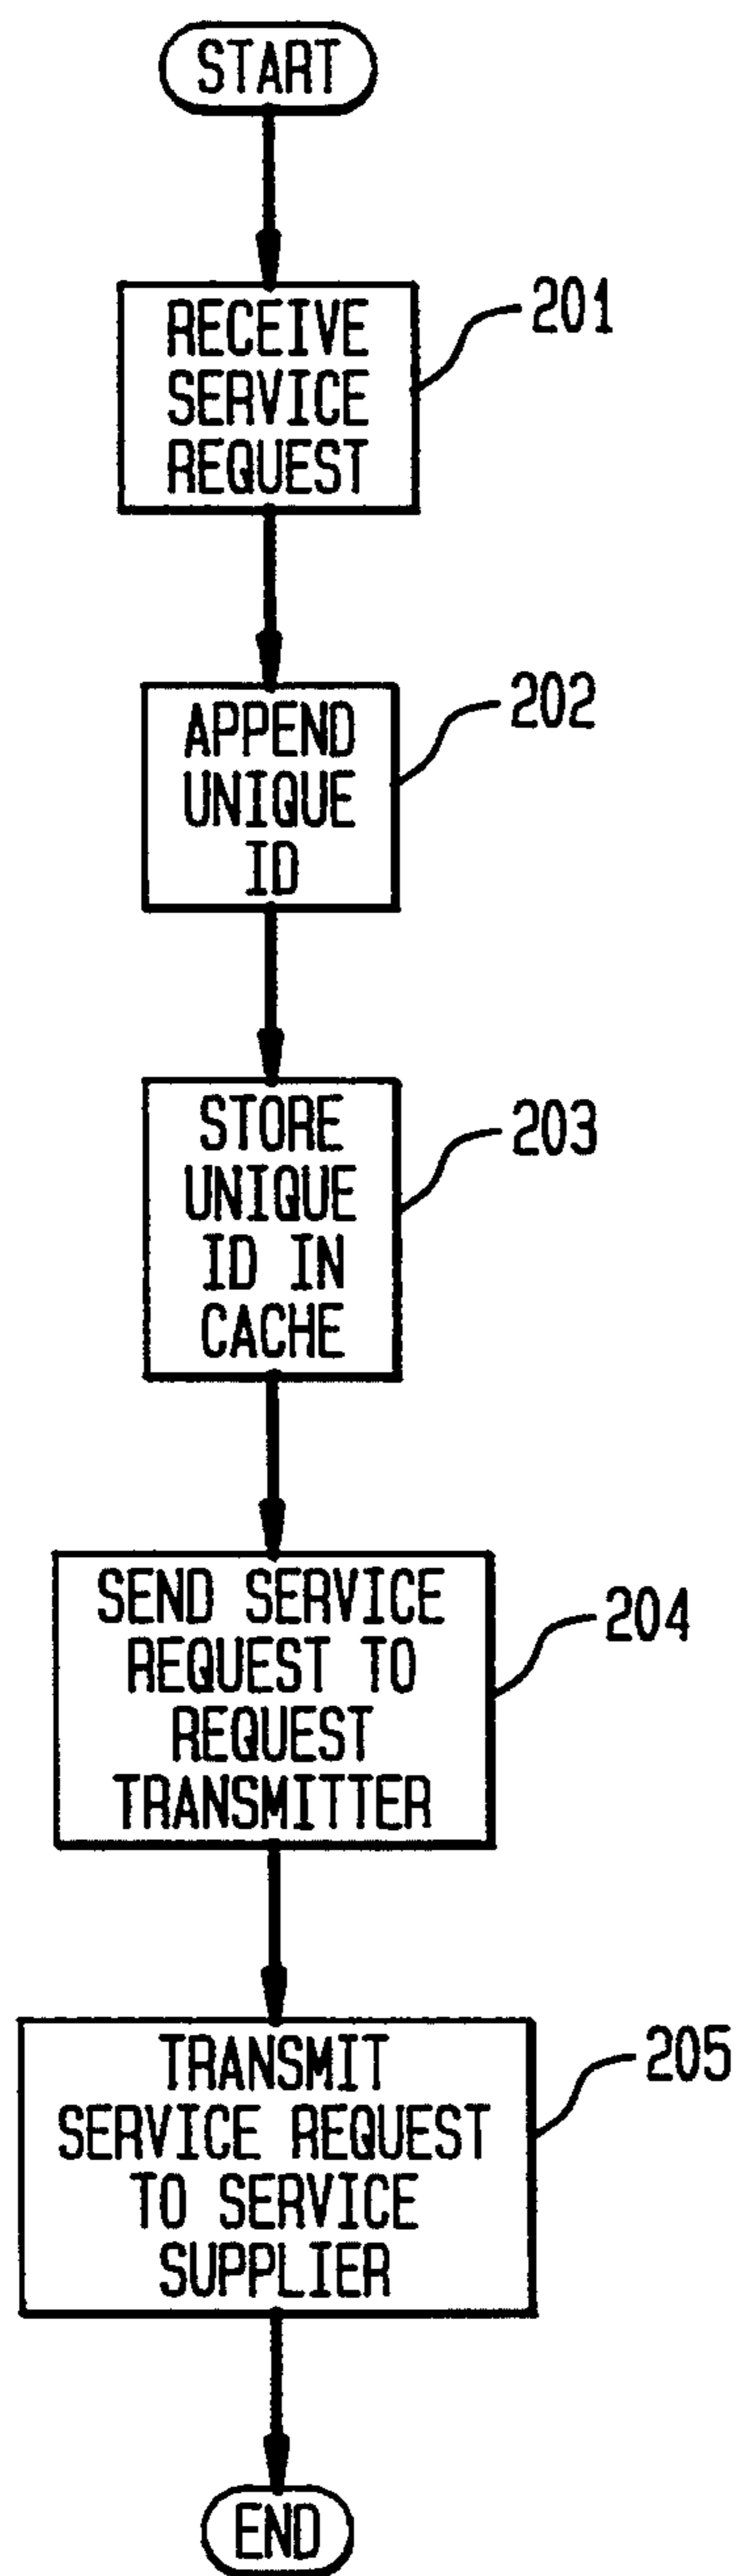 START
RECEIVE
SERVICE
REQUEST
201
APPEND
UNIQUE
ID
202
STORE
UNIQUE
ID IN
CACHE
203
SEND SERVICE
REQUEST TO
REQUEST
TRANSMITTER
204
TRANSMIT
SERVICE REQUEST
TO SERVICE
SUPPLIER
205
END